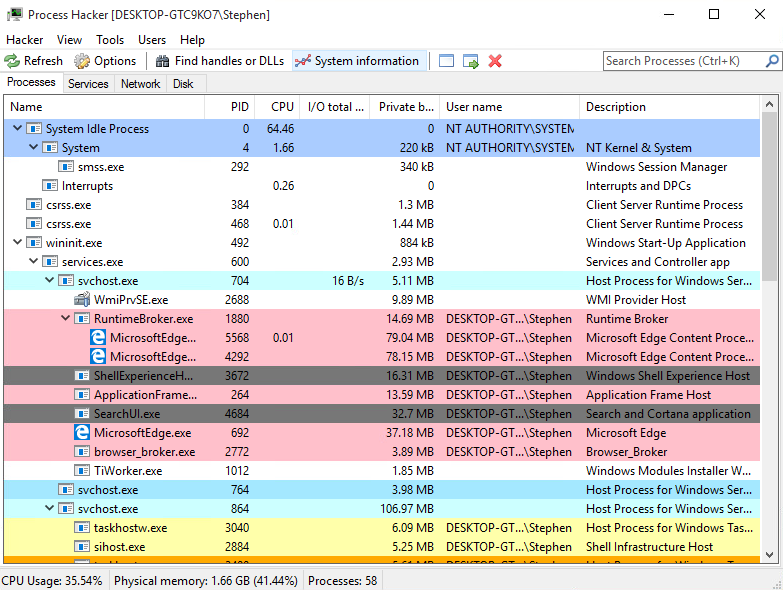 Process Hacker [DESKTOP-GTC9KO7\Stephen]
Hacker View Tools Users Help
Refresh Options Find handles or DLLs System information Search Processes (Ctrl+K)
Processes Services Network Disk
Name PID CPU I/O total ... Private b... User name Description
System Idle Process 0 64.46 0 NT AUTHORITY\SYSTEM
System 4 1.66 220 kB NT AUTHORITY\SYSTEM NT Kernel & System
smss.exe 292 340 kB Windows Session Manager
Interrupts 0.26 0 Interrupts and DPCs
csrss.exe 384 1.3 MB Client Server Runtime Process
csrss.exe 468 0.01 1.44 MB Client Server Runtime Process
wininit.exe 492 884 kB Windows Start-Up Application
services.exe 600 2.93 MB Services and Controller app
svchost.exe 704 16 B/s 5.11 MB Host Process for Windows Ser...
WmiPrvSE.exe 2688 9.89 MB WMI Provider Host
RuntimeBroker.exe 1880 14.69 MB DESKTOP-GT...\Stephen Runtime Broker
MicrosoftEdge... 5568 0.01 79.04 MB DESKTOP-GT...\Stephen Microsoft Edge Content Proce...
MicrosoftEdge... 4292 78.15 MB DESKTOP-GT...\Stephen Microsoft Edge Content Proce...
ShellExperienceH... 3672 16.31 MB DESKTOP-GT...\Stephen Windows Shell Experience Host
ApplicationFrame... 264 13.59 MB DESKTOP-GT...\Stephen Application Frame Host
SearchUI.exe 4684 32.7 MB DESKTOP-GT...\Stephen Search and Cortana application
MicrosoftEdge.exe 692 37.18 MB DESKTOP-GT...\Stephen Microsoft Edge
browser_broker.exe 2772 3.89 MB DESKTOP-GT...\Stephen Browser_Broker
TiWorker.exe 1012 1.85 MB Windows Modules Installer W...
svchost.exe 764 3.98 MB Host Process for Windows Ser...
svchost.exe 864 106.97 MB Host Process for Windows Ser...
taskhostw.exe 3040 6.09 MB DESKTOP-GT...\Stephen Host Process for Windows Tas...
sihost.exe 2884 5.25 MB DESKTOP-GT...\Stephen Shell Infrastructure Host
CPU Usage: 35.54% Physical memory: 1.66 GB (41.44%) Processes: 58